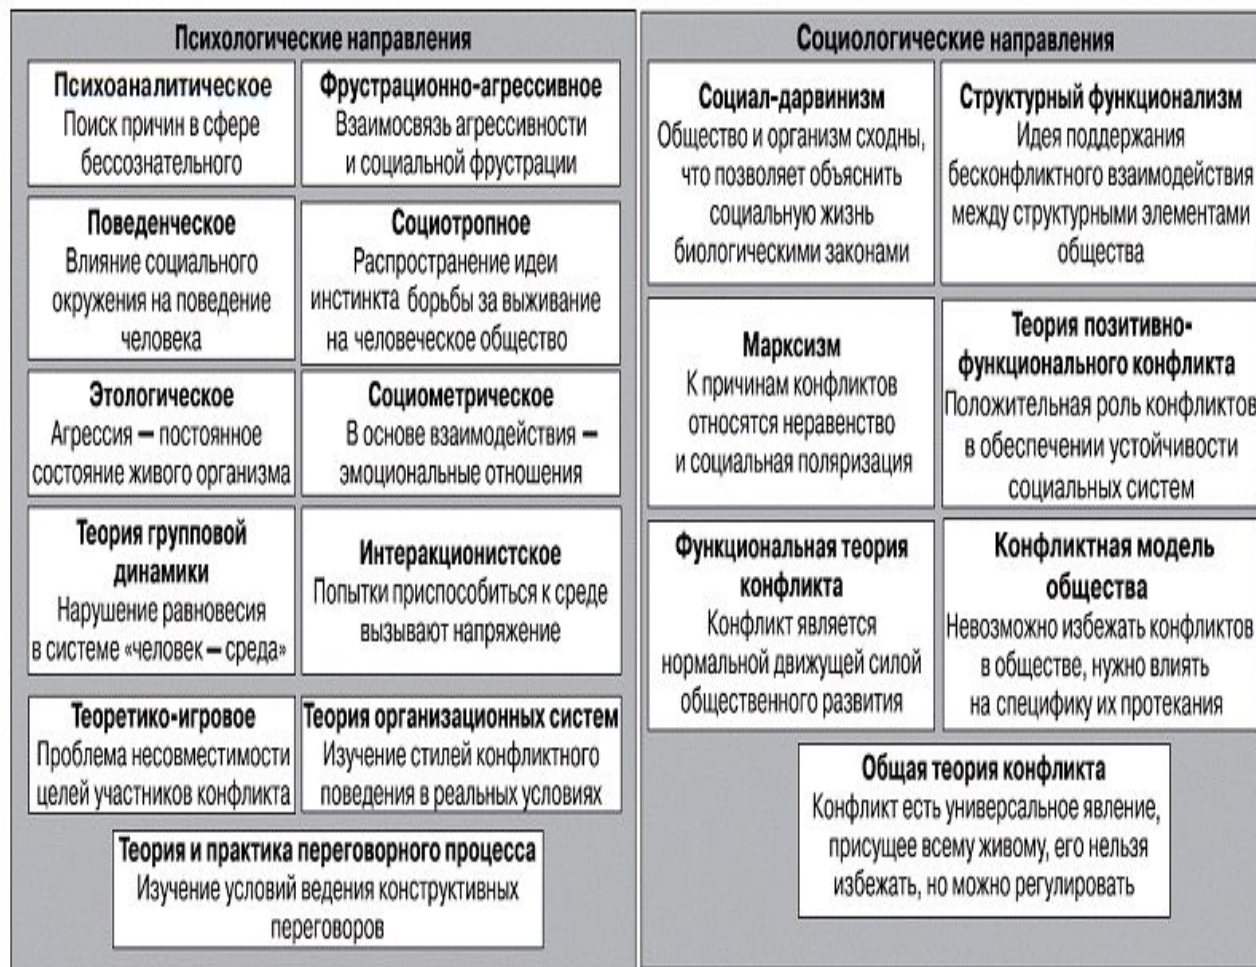 Психологические направления
Психоаналитическое
Поиск причин в сфере
бессознательного
Фрустрационно-агрессивное
Взаимосвязь агрессивности
и социальной фрустрации
Поведенческое
Влияние социального
окружения на поведение
человека
Социотропное
Распространение идеи
инстинкта борьбы за выживание
на человеческое общество
Этологическое
Агрессия — постоянное
состояние живого организма
Социометрическое
В основе взаимодействия —
эмоциональные отношения
Теория групповой
динамики
Нарушение равновесия
в системе «человек — среда»
Интеракционистское
Попытки приспособиться к среде
вызывают напряжение
Теоретико-игровое
Проблема несовместимости
целей участников конфликта
Теория организационных систем
Изучение стилей конфликтного
поведения в реальных условиях
Теория и практика переговорного процесса
Изучение условий ведения конструктивных
переговоров
Социологические направления
Социал-дарвинизм
Общество и организм сходны,
что позволяет объяснить
социальную жизнь
биологическими законами
Структурный функционализм
Идея поддержания
бесконфликтного взаимодействия
между структурными элементами
общества
Марксизм
К причинам конфликтов
относятся неравенство
и социальная поляризация
Теория позитивно-
функционального конфликта
Положительная роль конфликтов
в обеспечении устойчивости
социальных систем
Функциональная теория
конфликта
Конфликт является
нормальной движущей силой
общественного развития
Конфликтная модель
общества
Невозможно избежать конфликтов
в обществе, нужно влиять
на специфику их протекания
Общая теория конфликта
Конфликт есть универсальное явление,
присущее всему живому, его нельзя
избежать, но можно регулировать